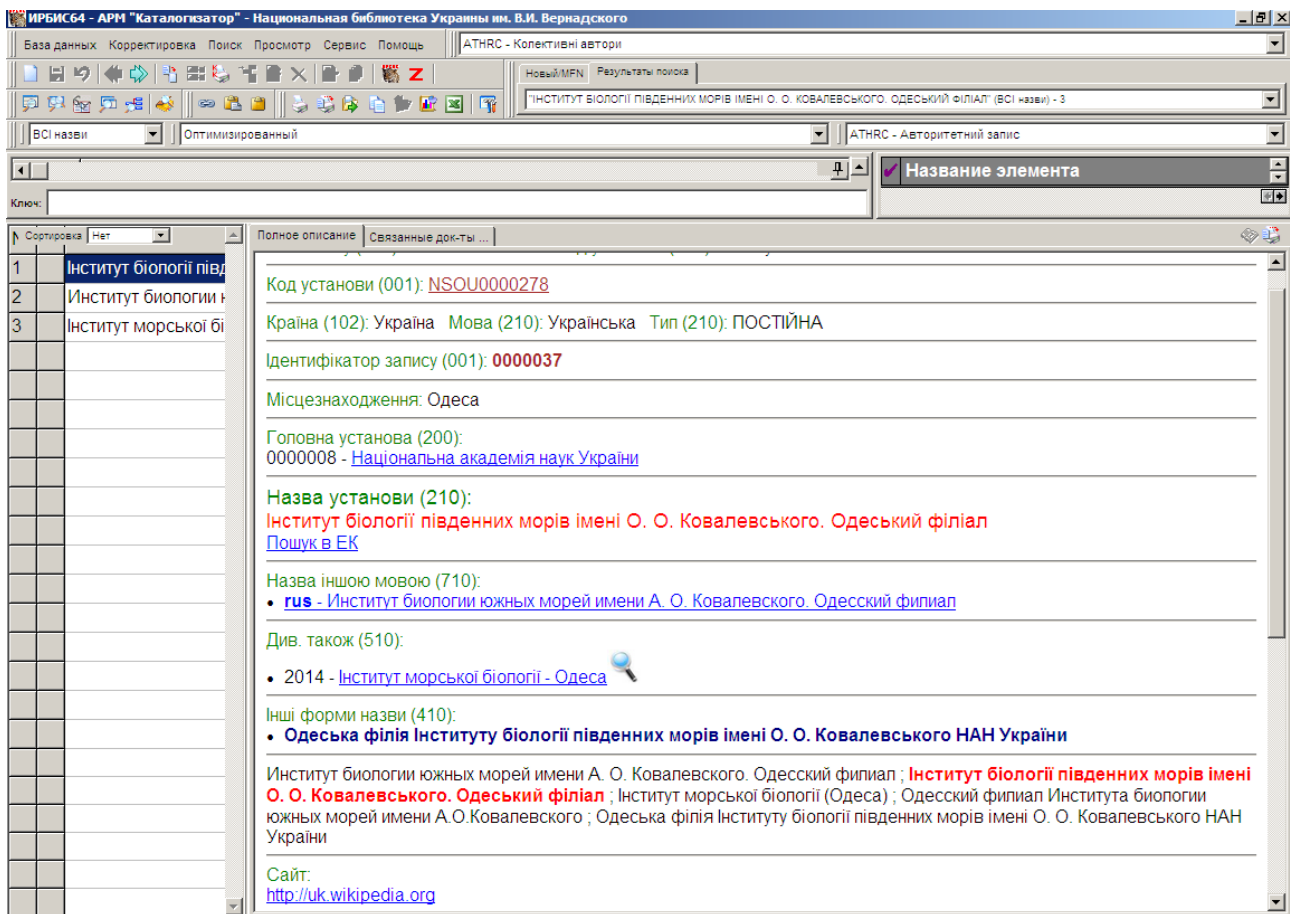 ИРБИС64 - АРМ "Каталогизатор" - Национальная библиотека Украины им. В.И. Вернадского
База данных Корректировка Поиск Просмотр Сервис Помощь
ATHRC - Колективні автори
Новый/MFN Результаты поиска
"ІНСТИТУТ БІОЛОГІЇ ПІВДЕННИХ МОРІВ ІМЕНІ О. О. КОВАЛЕВСЬКОГО. ОДЕСЬКИЙ ФІЛІАЛ" (ВСІ назви) - 3
ВСІ назви
Оптимизированный
ATHRC - Авторитетний запис
Название элемента
Ключ:
Сортировка Нет
Полное описание Связанные док-ты ...
1 Інститут біології півд
2 Институт биологии
3 Інститут морської бі
Код установи (001): NSOU0000278
Країна (102): Україна Мова (210): Українська Тип (210): ПОСТІЙНА
Ідентифікатор запису (001): 0000037
Місцезнаходження: Одеса
Головна установа (200):
0000008 - Національна академія наук України
Назва установи (210):
Інститут біології південних морів імені О. О. Ковалевського. Одеський філіал
Пошук в ЕК
Назва іншою мовою (710):
• rus - Институт биологии южных морей имени А. О. Ковалевского. Одесский филиал
Див. також (510):
• 2014 - Інститут морської біології - Одеса
Інші форми назви (410):
• Одеська філія Інституту біології південних морів імені О. О. Ковалевського НАН України
Институт биологии южных морей имени А. О. Ковалевского. Одесский филиал ; Інститут біології південних морів імені
О. О. Ковалевського. Одеський філіал ; Інститут морської біології (Одеса) ; Одесский филиал Института биологии
южных морей имени А.О.Ковалевского ; Одеська філія Інституту біології південних морів імені О. О. Ковалевського НАН
України
Сайт:
http://uk.wikipedia.org